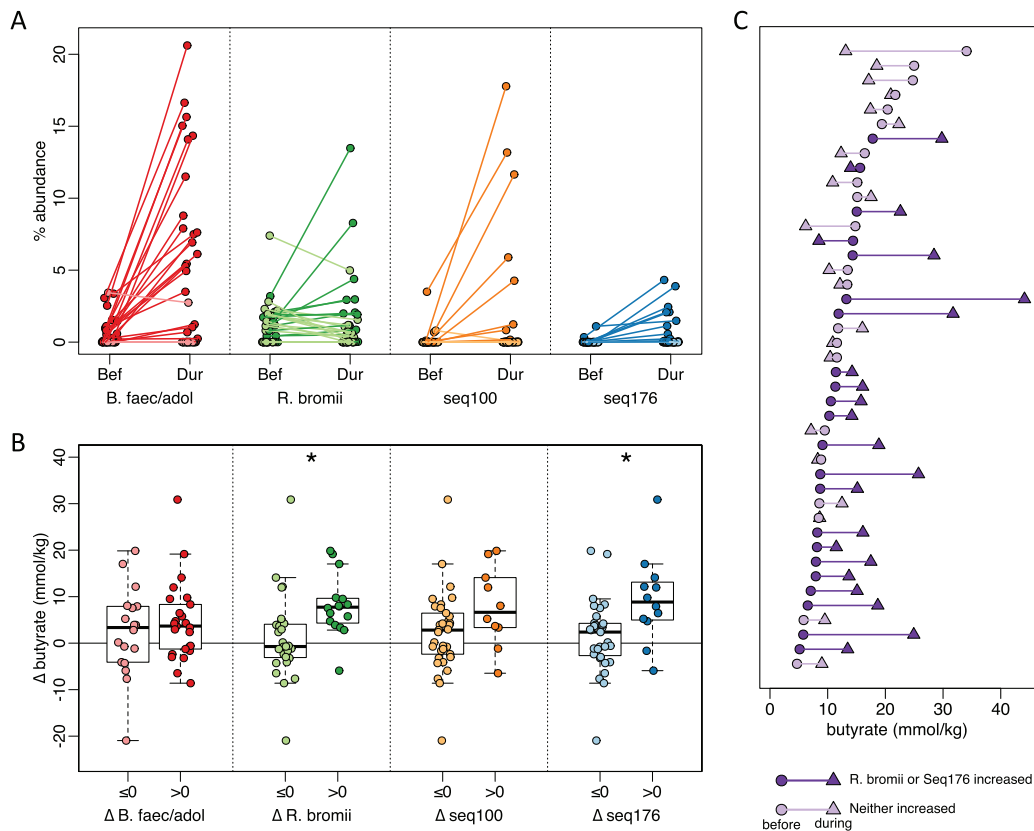 A
20
15
10
5
0
% abundance
Bef Dur Bef Dur Bef Dur Bef Dur
B. faec/adol R. bromii seq100 seq176
B
40
30
20
10
0
-10
-20
Δ butyrate (mmol/kg)
* *
≤0 >0 ≤0 >0 ≤0 >0 ≤0 >0
Δ B. faec/adol Δ R. bromii Δ seq100 Δ seq176
C
0 10 20 30 40
butyrate (mmol/kg)
R. bromii or Seq176 increased
Neither increased
before during